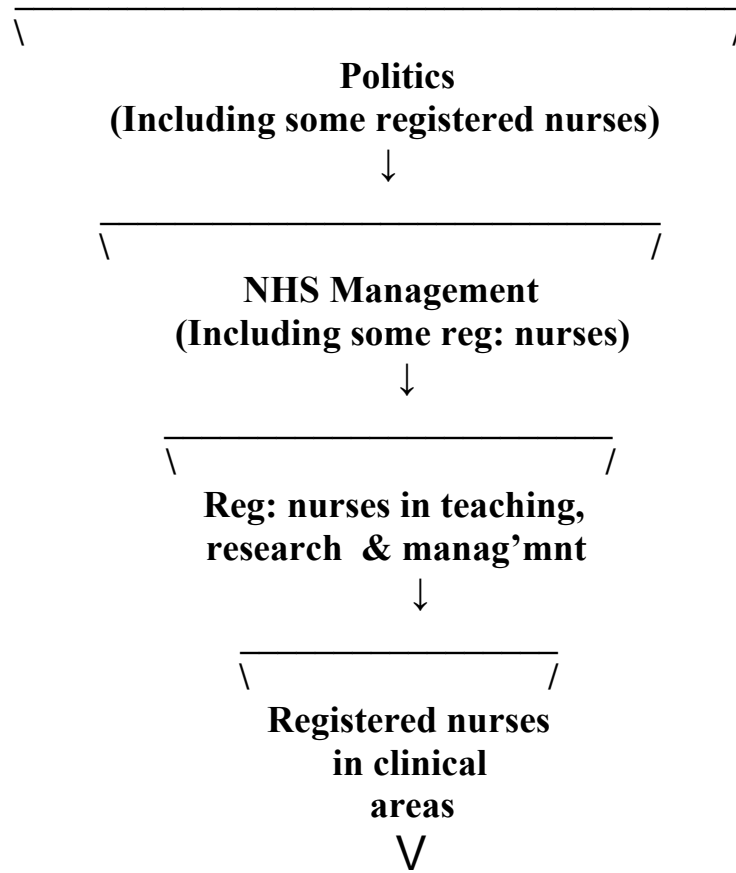 Politics
(Including some registered nurses)
↓
NHS Management
(Including some reg: nurses)
↓
Reg: nurses in teaching,
research & manag’mnt
↓
Registered nurses
in clinical
areas
V